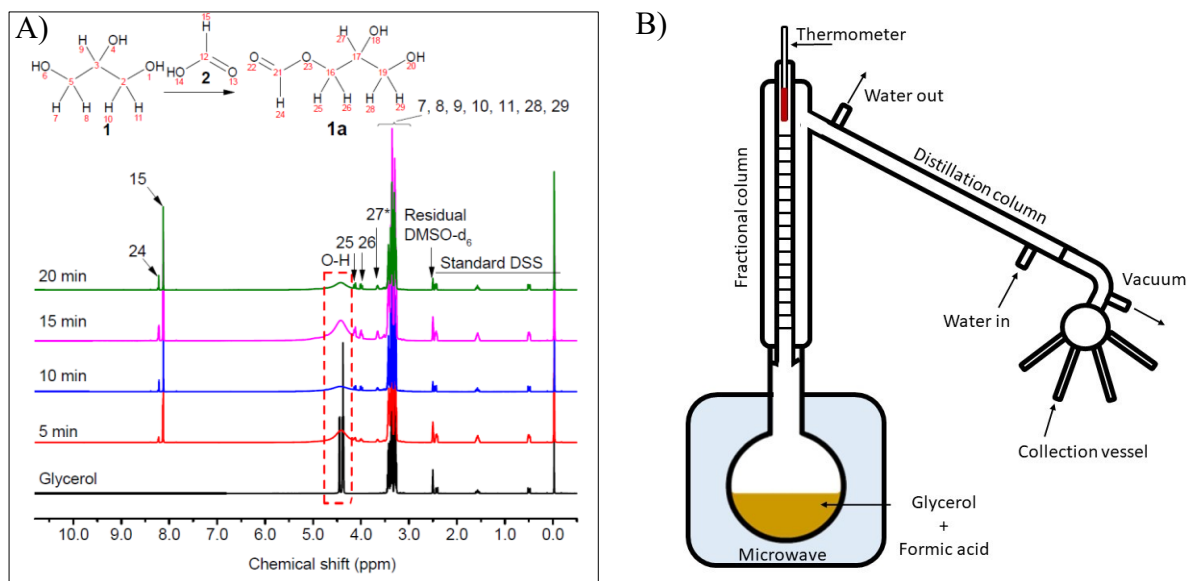 A)
15
H
H
9
OH
4
3
HO
6
5
2
OH
1
H
7
H
8
H
10
H
11
1
12
HO
14
O
13
2
O
22
21
H
24
O
23
H
27
OH
18
17
16
19
OH
20
H
25
H
26
H
28
H
29
1a
7, 8, 9, 10, 11, 28, 29
15
24
O-H
25
26
27*
Residual
DMSO-d6
Standard DSS
20 min
15 min
10 min
5 min
Glycerol
10.0 9.0 8.0 7.0 6.0 5.0 4.0 3.0 2.0 1.0 0.0
Chemical shift (ppm)
B)
Thermometer
Water out
Fractional column
Distillation column
Vacuum
Water in
Collection vessel
Glycerol
+
Formic acid
Microwave